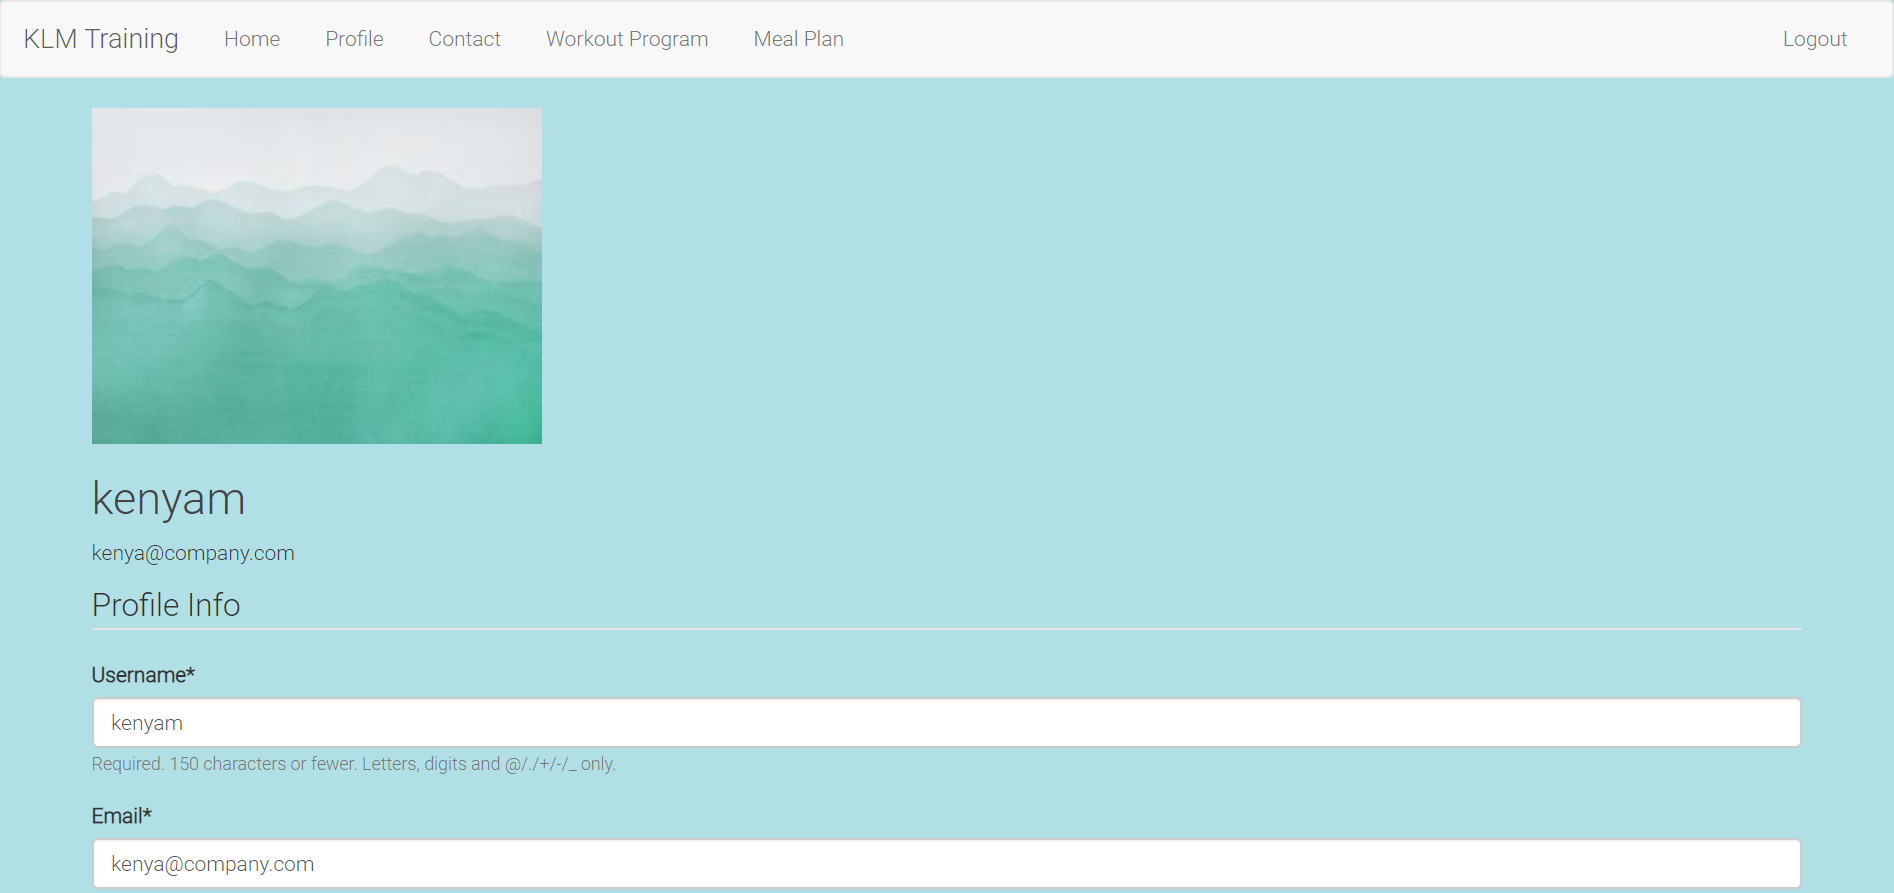 KLM Training Home Profile Contact Workout Program Meal Plan Logout
kenyam
kenya@company.com
Profile Info
Username*
kenyam
Required. 150 characters or fewer. Letters, digits and @/./+/-/_ only.
Email*
kenya@company.com